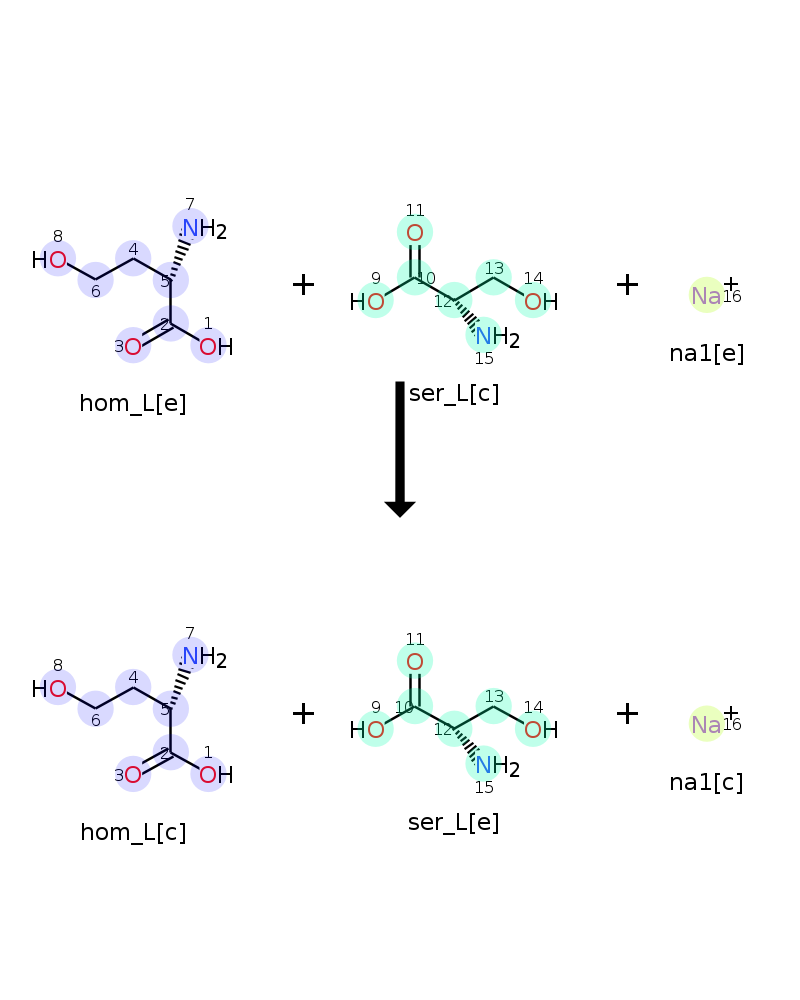 7
8 NH2 4
HO 5
6
2 1
3O OH
hom_L[e]
+
11
O
9 10 13 14
HO 12 OH
NH2
15
ser_L[c]
+
Na+
16
na1[e]
7
8 NH2 4
HO 5
6
2 1
3O OH
hom_L[c]
+
11
O
9 10 13 14
HO 12 OH
NH2
15
ser_L[e]
+
Na+
16
na1[c]